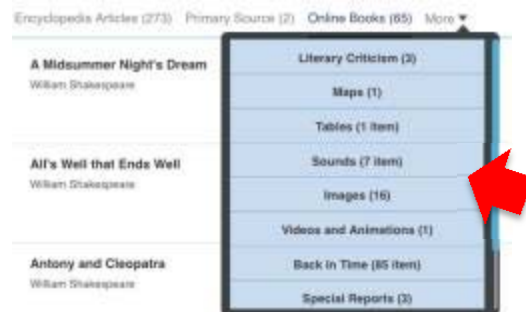 Encyclopedia Articles (273) Primary Source (2) Online Books (65) More
A Midsummer Night's Dream
William Shakespeare
All's Well that Ends Well
William Shakespeare
Antony and Cleopatra
William Shakespeare
Literary Criticism (3)
Maps (1)
Tables (1 item)
Sounds (7 item)
Images (16)
Videos and Animations (1)
Back in Time (85 item)
Special Reports (3)